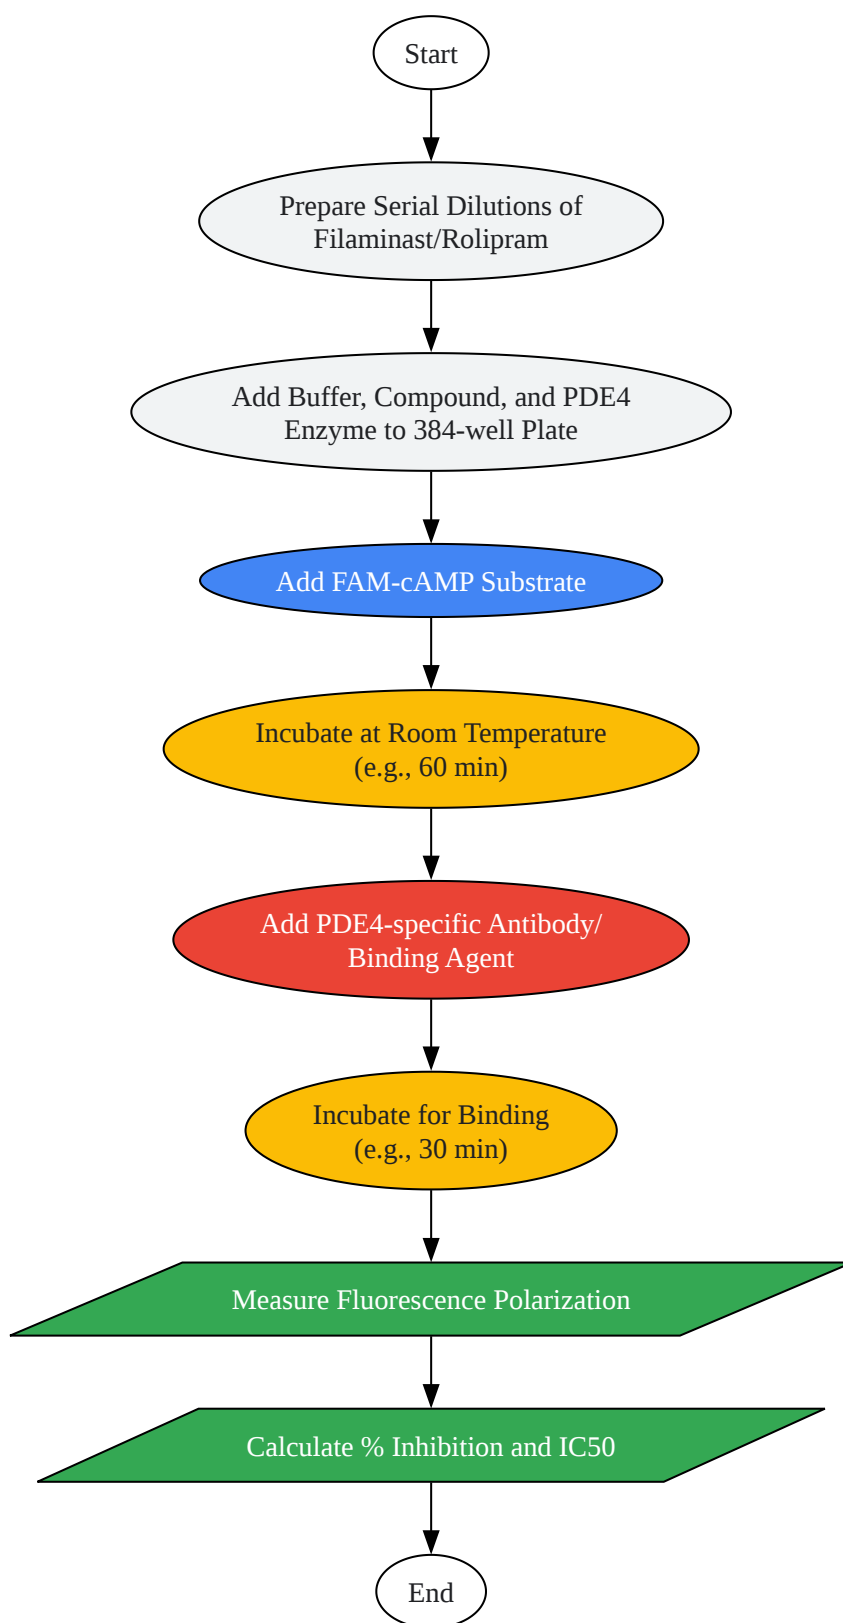 Start
Prepare Serial Dilutions of
Filaminast/Rolipram
Add Buffer, Compound, and PDE4
Enzyme to 384-well Plate
Add FAM-cAMP Substrate
Incubate at Room Temperature
(e.g., 60 min)
Add PDE4-specific Antibody/
Binding Agent
Incubate for Binding
(e.g., 30 min)
Measure Fluorescence Polarization
Calculate % Inhibition and IC50
End